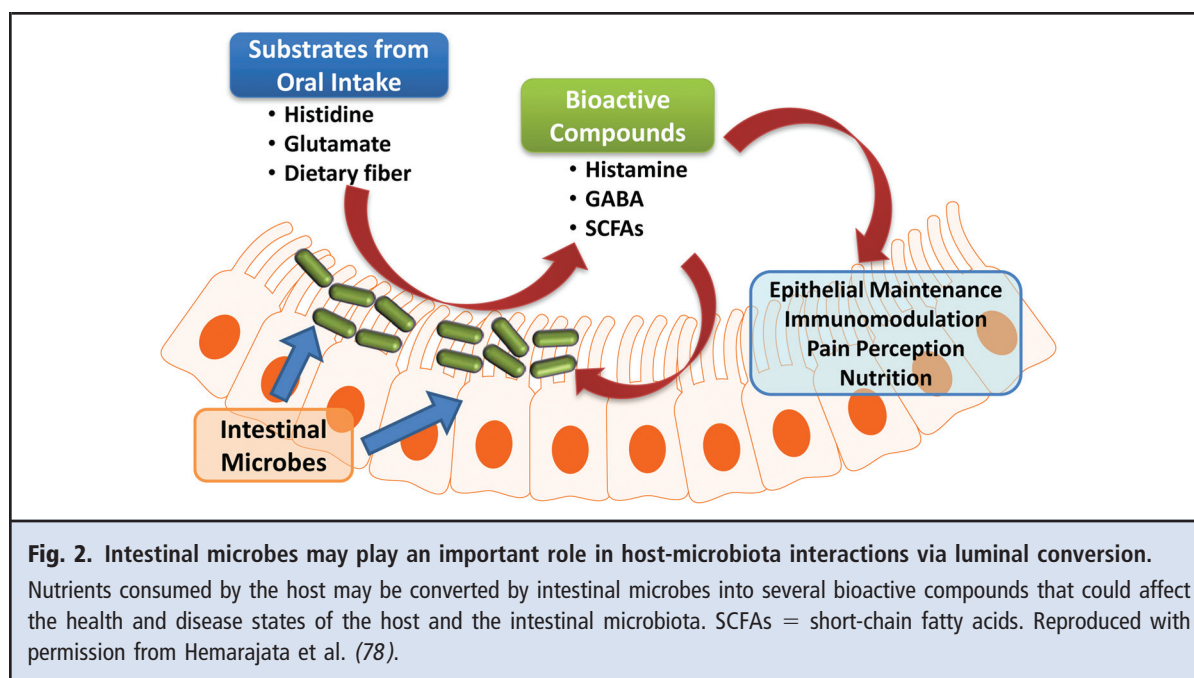 Substrates from
Oral Intake
• Histidine
• Glutamate
• Dietary fiber
Bioactive
Compounds
• Histamine
• GABA
• SCFAs
Epithelial Maintenance
Immunomodulation
Pain Perception
Nutrition
Intestinal
Microbes
Fig. 2. Intestinal microbes may play an important role in host-microbiota interactions via luminal conversion.
Nutrients consumed by the host may be converted by intestinal microbes into several bioactive compounds that could affect
the health and disease states of the host and the intestinal microbiota. SCFAs = short-chain fatty acids. Reproduced with
permission from Hemarajata et al. (78).